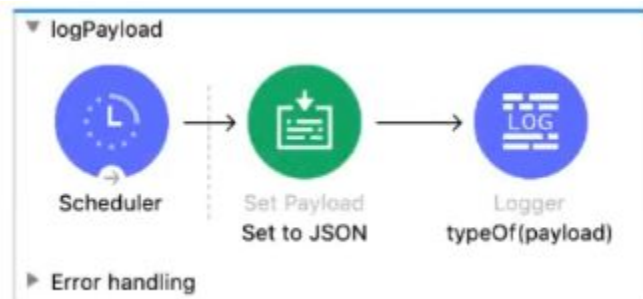 logPayload
LOG
Scheduler
Set Payload
Set to JSON
Logger
typeOf(payload)
Error handling